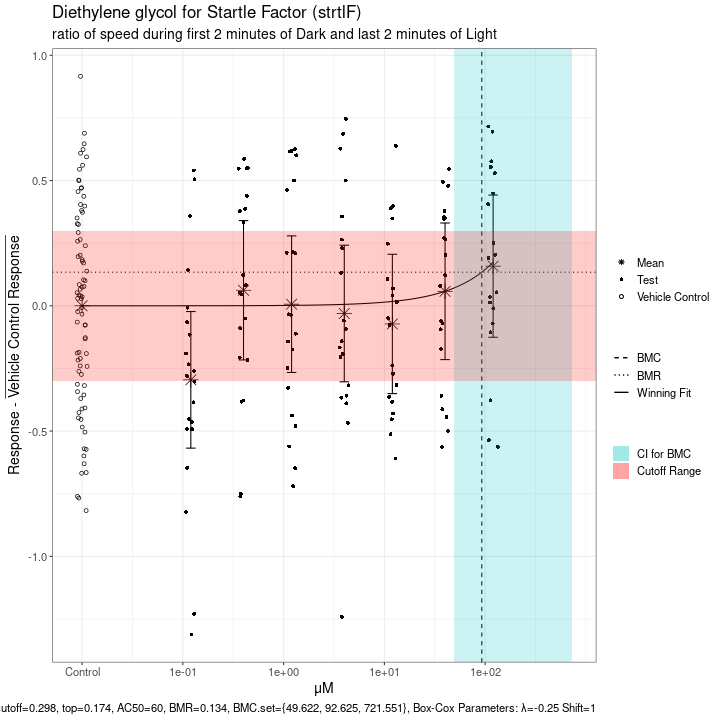 Diethylene glycol for Startle Factor (strtlF)
ratio of speed during first 2 minutes of Dark and last 2 minutes of Light
Response - Vehicle Control Response
1.0
0.5
0.0
-0.5
-1.0
Control
1e-01
1e+00
1e+01
1e+02
μM
Mean
Test
Vehicle Control
BMC
BMR
Winning Fit
CI for BMC
Cutoff Range
utoff=0.298, top=0.174, AC50=60, BMR=0.134, BMC.set={49.622, 92.625, 721.551}, Box-Cox Parameters: λ=-0.25 Shift=1